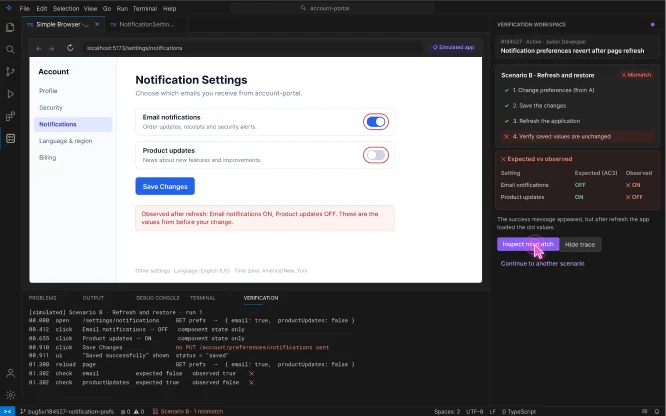 File Edit Selection View Go Run Terminal Help
account-portal
TS Simple Browser -... ×
TS NotificationSettin...
localhost:5173/settings/notifications
Simulated app
Account
Profile
Security
Notifications
Language & region
Billing
Notification Settings
Choose which emails you receive from account-portal.
Email notifications
Order updates, receipts and security alerts.
Product updates
News about new features and improvements.
Save Changes
Observed after refresh: Email notifications ON, Product updates OFF. These are the
values from before your change.
Other settings · Language: English (US) · Time zone: America/New_York
VERIFICATION WORKSPACE
#184527 · Active · Junior Developer
Notification preferences revert after page refresh
Scenario B · Refresh and restore
× Mismatch
✓ 1. Change preferences (from A)
✓ 2. Save the changes
✓ 3. Refresh the application
× 4. Verify saved values are unchanged
× Expected vs observed
Setting Expected (AC3) Observed
Email notifications OFF × ON
Product updates ON × OFF
The success message appeared, but after refresh the app
loaded the old values.
Inspect mismatch
Hide trace
Continue to another scenario
PROBLEMS OUTPUT DEBUG CONSOLE TERMINAL VERIFICATION
[simulated] Scenario B · Refresh and restore · run 1
00.000 open /settings/notifications GET prefs → { email: true, productUpdates: false }
00.412 click Email notifications → OFF component state only
00.655 click Product updates → ON component state only
00.910 click Save Changes no PUT /account/preferences/notifications sent
00.911 ui "Saved successfully" shown status = "saved"
01.300 reload page GET prefs → { email: true, productUpdates: false }
01.302 check email expected false observed true ×
01.302 check productUpdates expected true observed false ×
bugfix/184527-notification-prefs 0 0 Scenario B · 1 mismatch
Spaces: 2 UTF-8 LF {} TypeScript